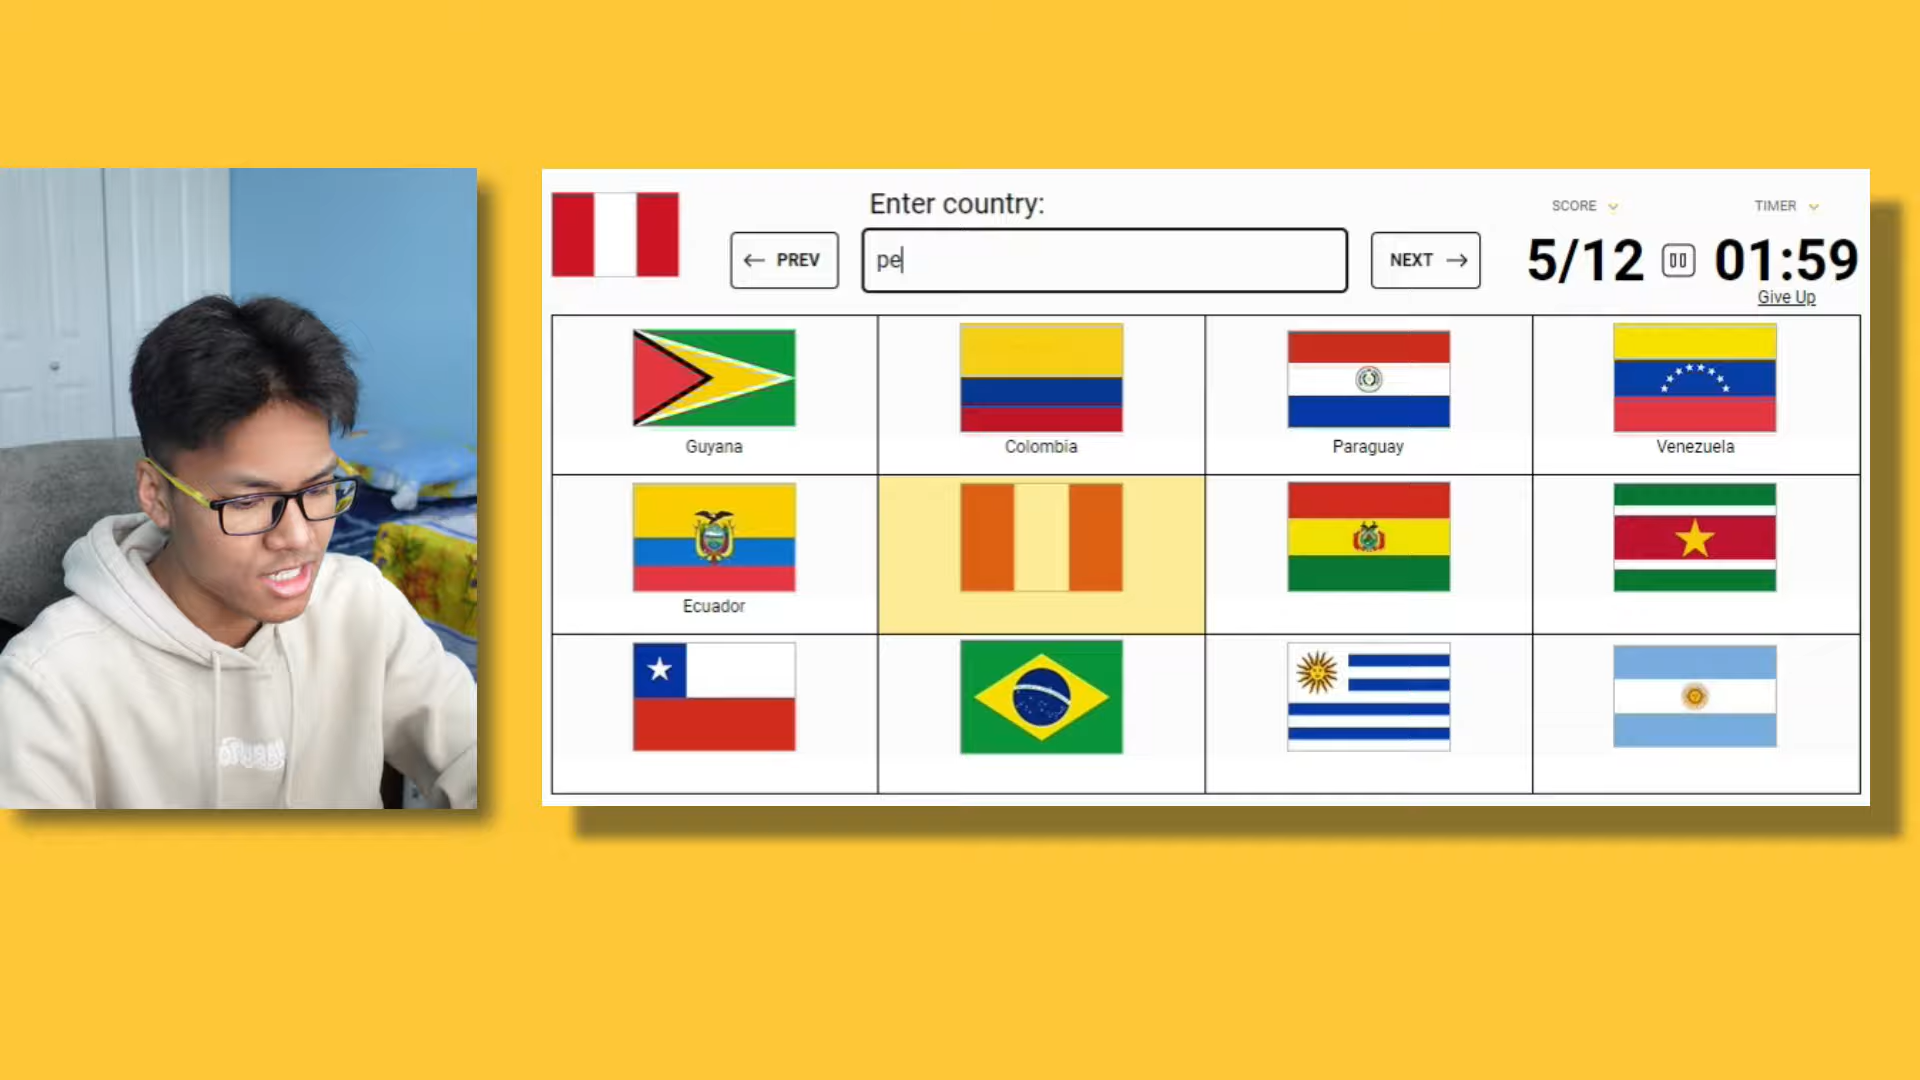 Enter country:
← PREV
pe
NEXT →
SCORE
5/12
TIMER
01:59
Give Up
Guyana
Colombia
Paraguay
Venezuela
Ecuador